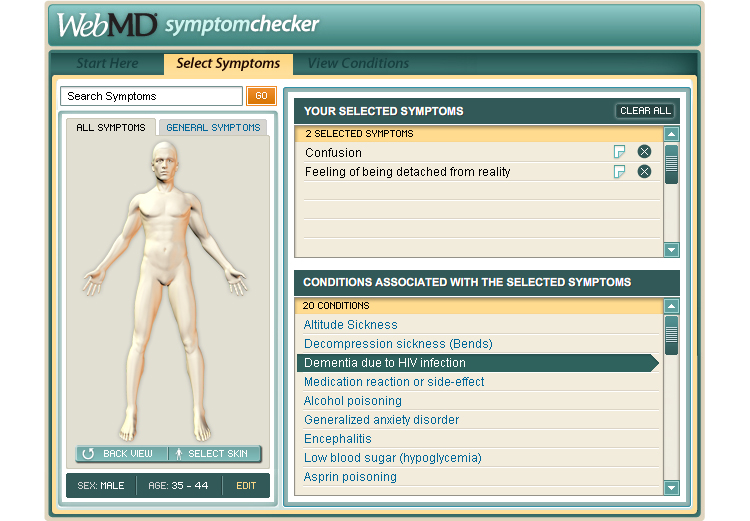 WebMD symptomchecker
Start Here
Select Symptoms
View Conditions
Search Symptoms
GO
ALL SYMPTOMS
GENERAL SYMPTOMS
BACK VIEW
SELECT SKIN
SEX: MALE
AGE: 35 - 44
EDIT
YOUR SELECTED SYMPTOMS
CLEAR ALL
2 SELECTED SYMPTOMS
Confusion
Feeling of being detached from reality
CONDITIONS ASSOCIATED WITH THE SELECTED SYMPTOMS
20 CONDITIONS
Altitude Sickness
Decompression sickness (Bends)
Dementia due to HIV infection
Medication reaction or side-effect
Alcohol poisoning
Generalized anxiety disorder
Encephalitis
Low blood sugar (hypoglycemia)
Asprin poisoning